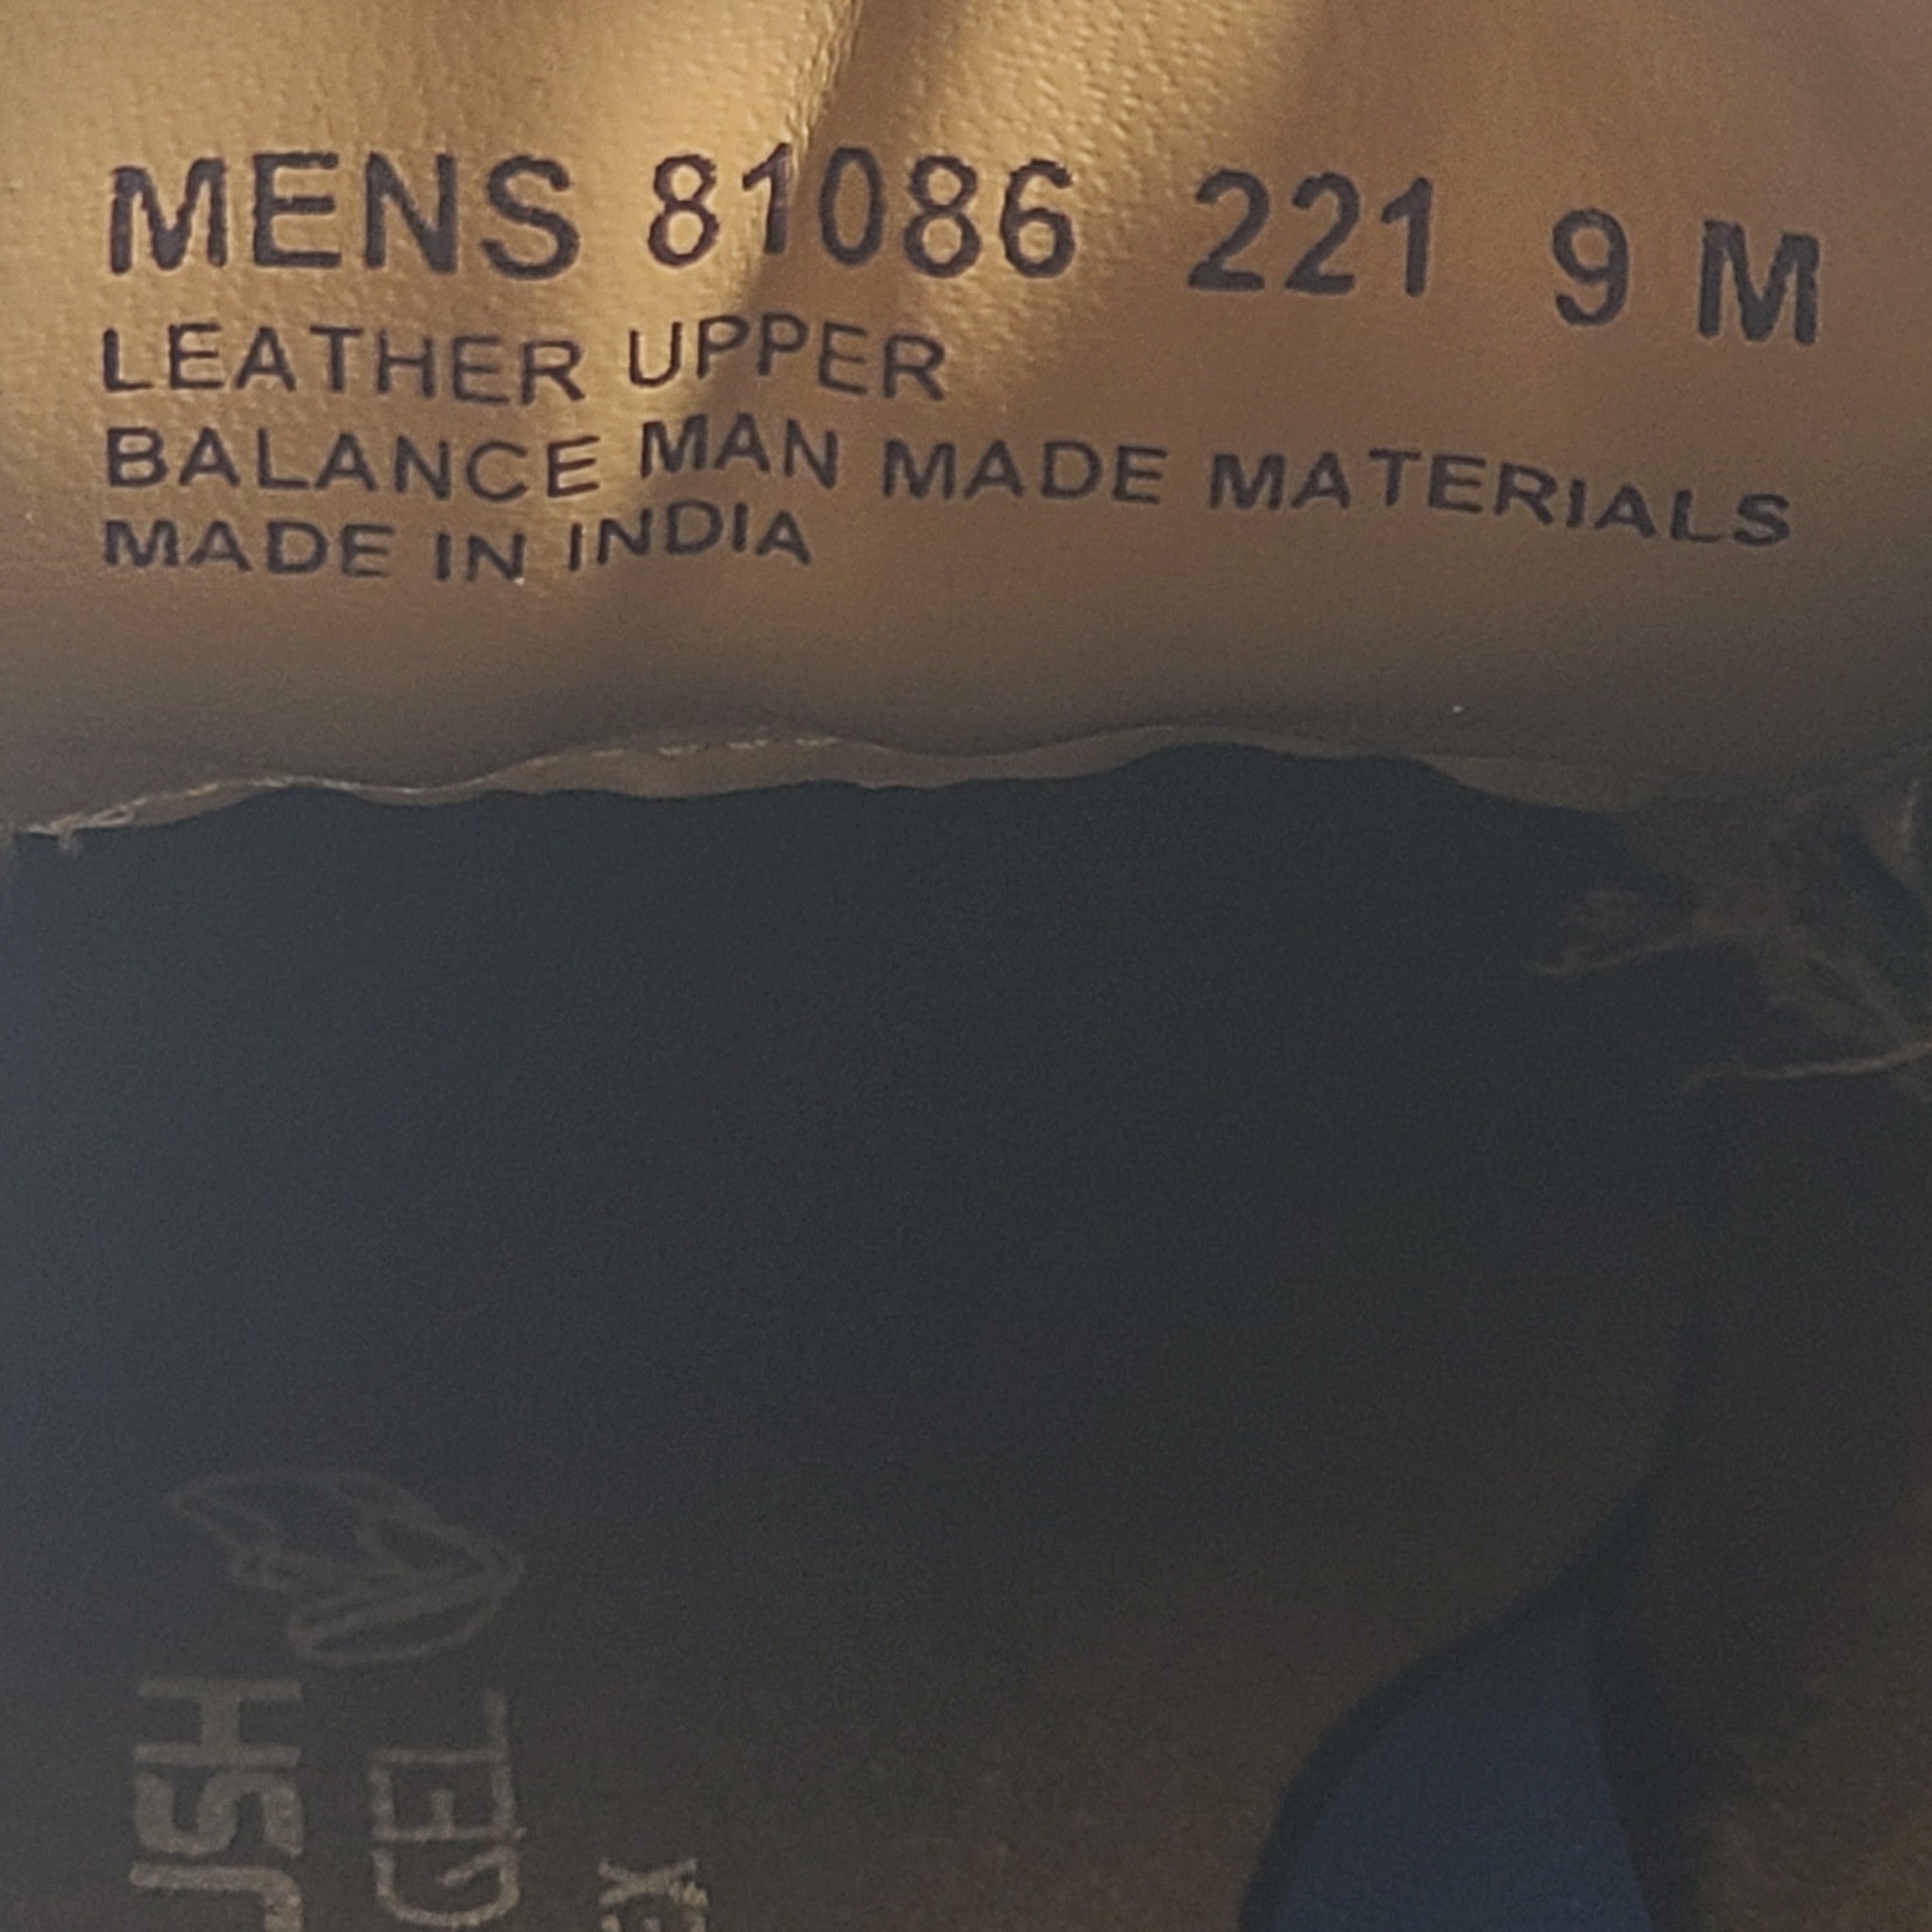 MENS 81086 221 9 M
LEATHER UPPER
BALANCE MAN MADE MATERIALS
MADE IN INDIA